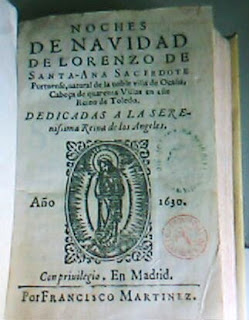 NOCHES
DE NAVIDAD
DE LORENZO DE
SANTA-ANA SACERDOTE
natural de la noble villa de Ocaña,
Cabeça de quarenta Villas en este
Reino de Toledo.
DEDICADAS A LA SERE-
nissima Reina de los Angeles.
Año 1630.
Con privilegio. En Madrid.
Por FRANCISCO MARTINEZ.